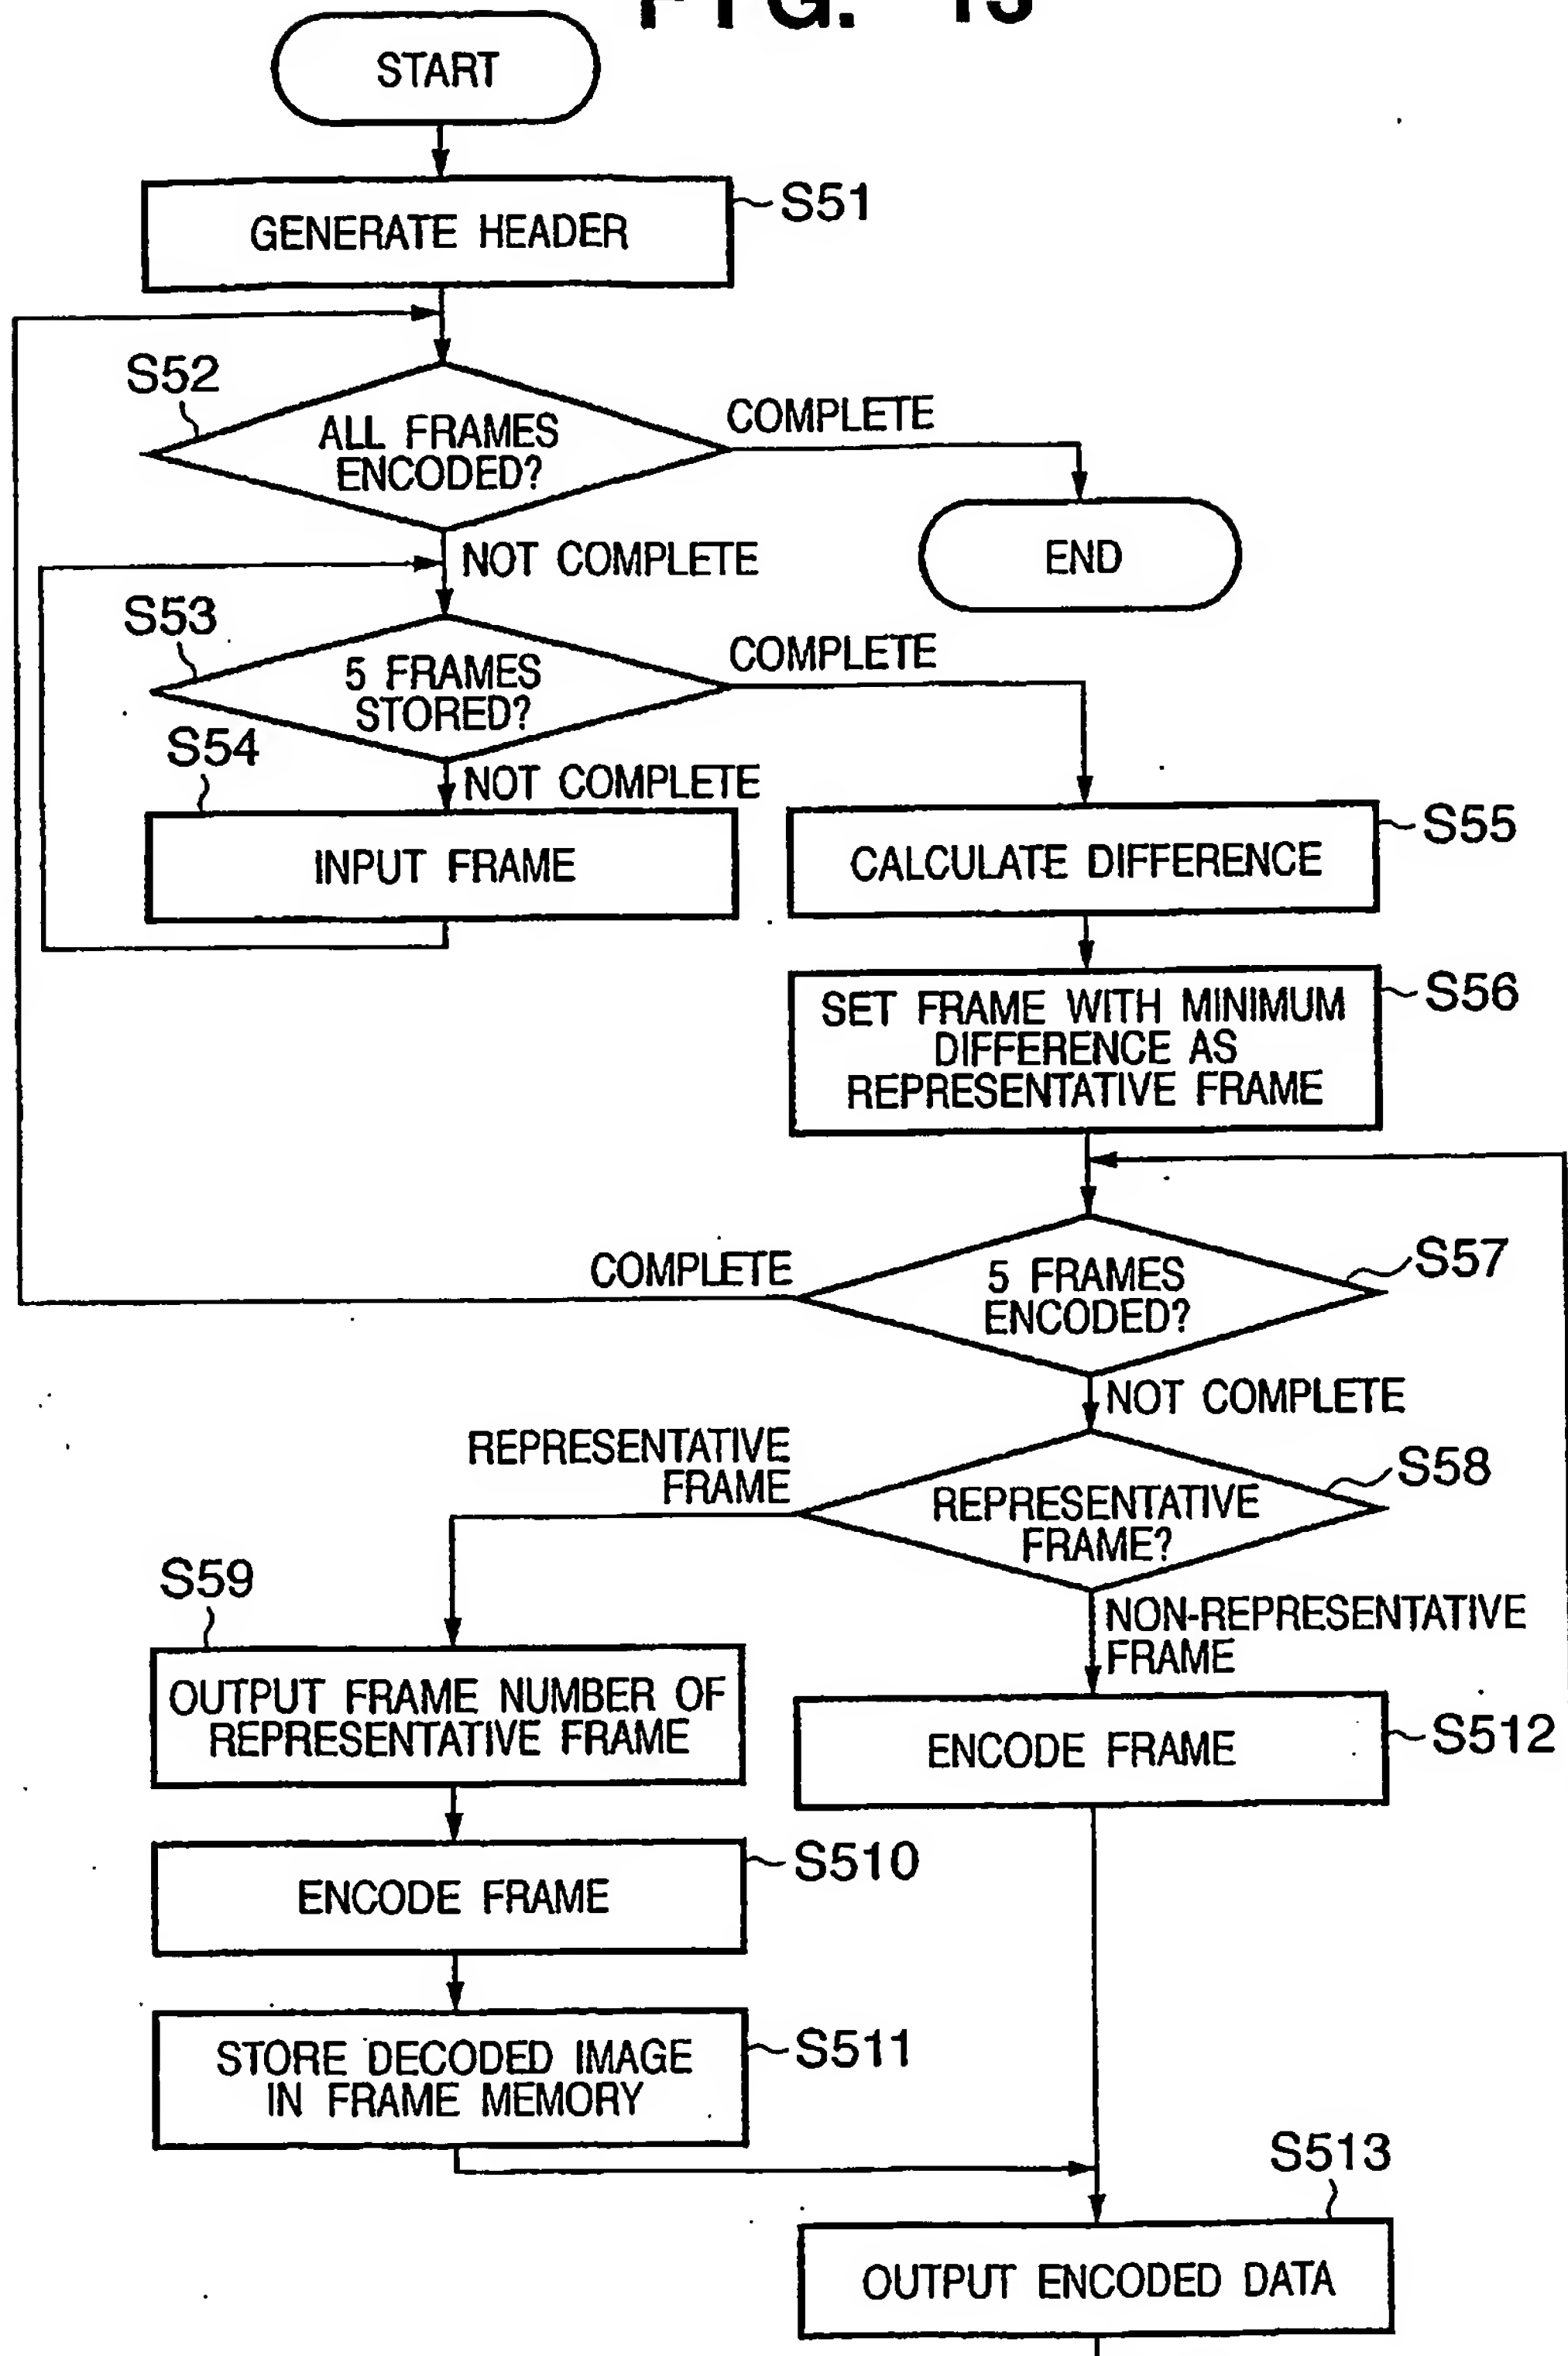 FIG. 13
START
GENERATE HEADER
S51
S52
ALL FRAMES
ENCODED?
COMPLETE
END
NOT COMPLETE
S53
5 FRAMES
STORED?
COMPLETE
S54
NOT COMPLETE
INPUT FRAME
CALCULATE DIFFERENCE
S55
SET FRAME WITH MINIMUM
DIFFERENCE AS
REPRESENTATIVE FRAME
S56
COMPLETE
5 FRAMES
ENCODED?
S57
NOT COMPLETE
REPRESENTATIVE
FRAME
REPRESENTATIVE
FRAME?
S58
S59
NON-REPRESENTATIVE
FRAME
OUTPUT FRAME NUMBER OF
REPRESENTATIVE FRAME
ENCODE FRAME
S512
ENCODE FRAME
S510
STORE DECODED IMAGE
IN FRAME MEMORY
S511
S513
OUTPUT ENCODED DATA